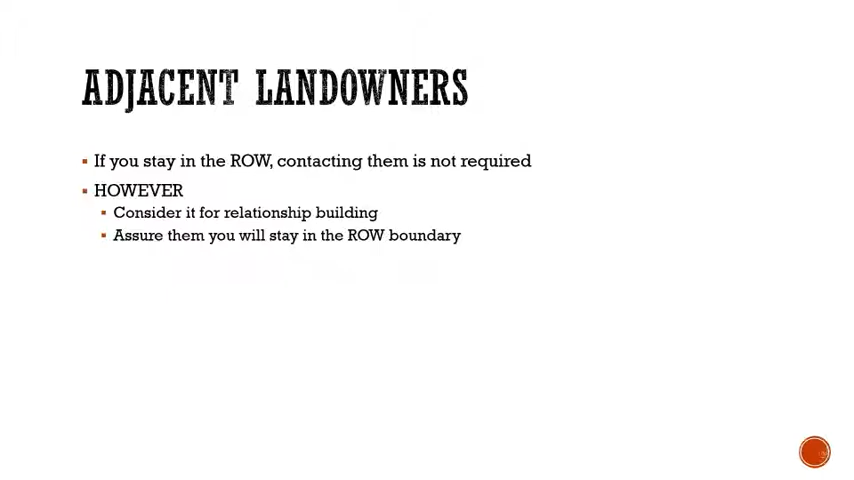 ADJACENT LANDOWNERS
If you stay in the ROW, contacting them is not required
HOWEVER
Consider it for relationship building
Assure them you will stay in the ROW boundary